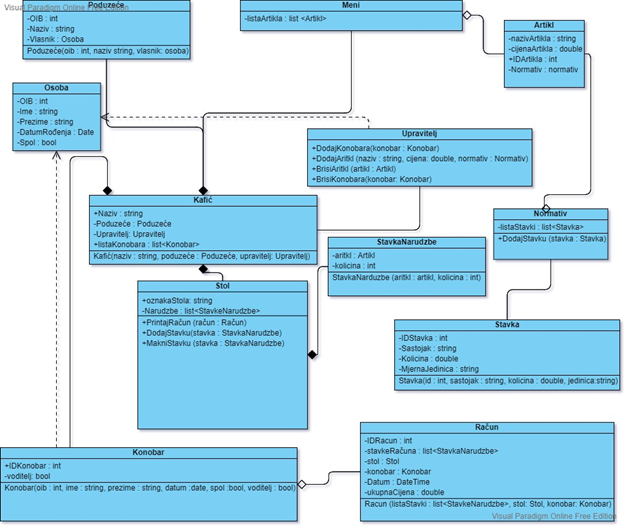 Visual Paradigm Online Free Edition
Poduzeće
-OIB : int
-Naziv : string
-Vlasnik : Osoba
Poduzeće(oib : int, naziv string, vlasnik: osoba)
Meni
-listaArtikla : list <Artikl>
Artikl
-nazivArtikla : string
-cijenaArtikla : double
+IDArtikla : int
-Normativ : normativ
Osoba
-OIB : int
-Ime : string
-Prezime : string
-DatumRođenja : Date
-Spol : bool
Upravitelj
+DodajKonobara(konobar : Konobar)
+DodajAritkl (naziv : string, cijena: double, normativ : Normativ)
+BrisiArtikl (artikl : Artikl)
+BrisiKonobara(konobar: Konobar)
Kafić
+Naziv : string
-Poduzeće : Poduzeće
-Upravitelj: Upravitelj
+listaKonobara : list<Konobar>
Kafić(naziv : string, poduzeće : Poduzeće, upravitelj: Upravitelj)
Normativ
-listaStavki : list<Stavka>
+DodajStavku (stavka : Stavka)
StavkaNarudzbe
-aritkl : Artikl
-kolicina : int
StavkaNarduzbe (aritkl : artikl, kolicina : int)
Stol
+oznakaStola: string
-Narudzbe : list<StavkeNarudzbe>
+PrintajRačun (račun : Račun)
+DodajStavku(stavka : StavkaNarudzbe)
+MakniStavku (stavka : StavkaNarudzbe)
Stavka
-IDStavka : int
-Sastojak : string
-Kolicina : double
-MjernaJedinica : string
Stavka(id : int, sastojak : string, kolicina : double, jedinica:string)
Konobar
+IDKonobar : int
-voditelj: bool
Konobar(oib : int, ime : string, prezime : string, datum :date, spol :bool, voditelj : bool)
Račun
-IDRacun : int
-stavkeRačuna : list<StavkaNarudzbe>
-stol : Stol
-konobar : Konobar
-Datum : DateTime
-ukupnaCijena : double
Racun (listaStavki : list<StavkeNarudzbe>, stol: Stol, konobar: Konobar)
Visual Paradigm Online Free Edition